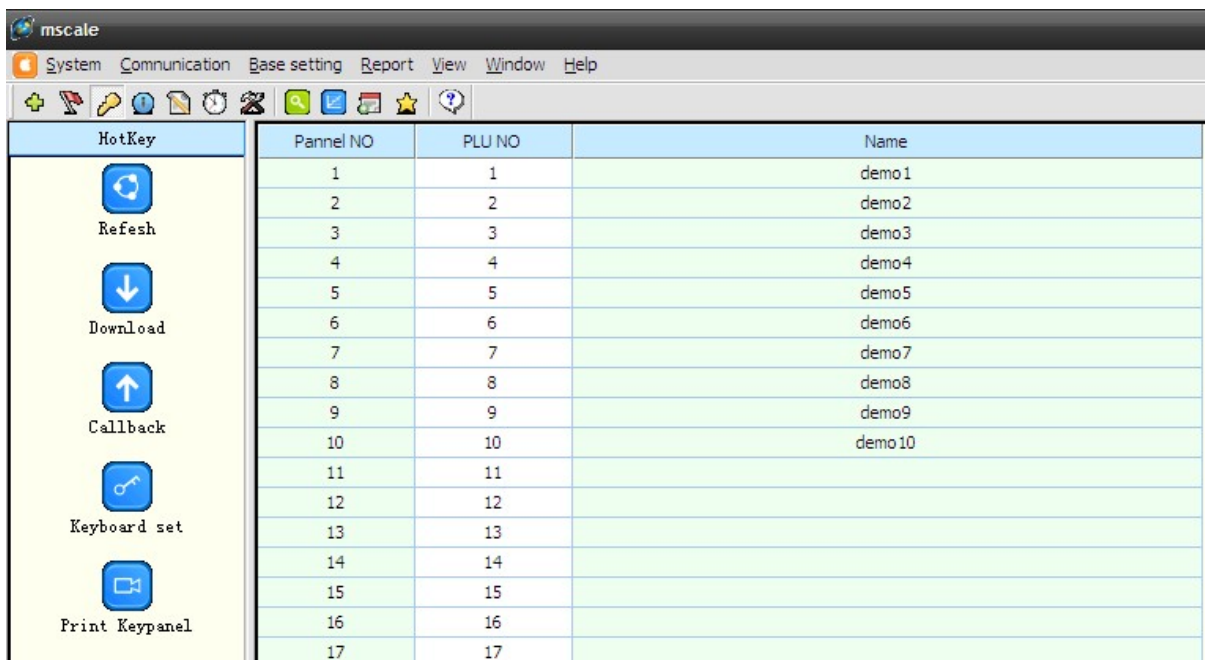 mscale
System Comnunication Base setting Report View Window Help
HotKey
Refesh
Download
Callback
Keyboard set
Print Keypanel
Pannel NO PLU NO Name
1 1 demo1
2 2 demo2
3 3 demo3
4 4 demo4
5 5 demo5
6 6 demo6
7 7 demo7
8 8 demo8
9 9 demo9
10 10 demo10
11 11
12 12
13 13
14 14
15 15
16 16
17 17